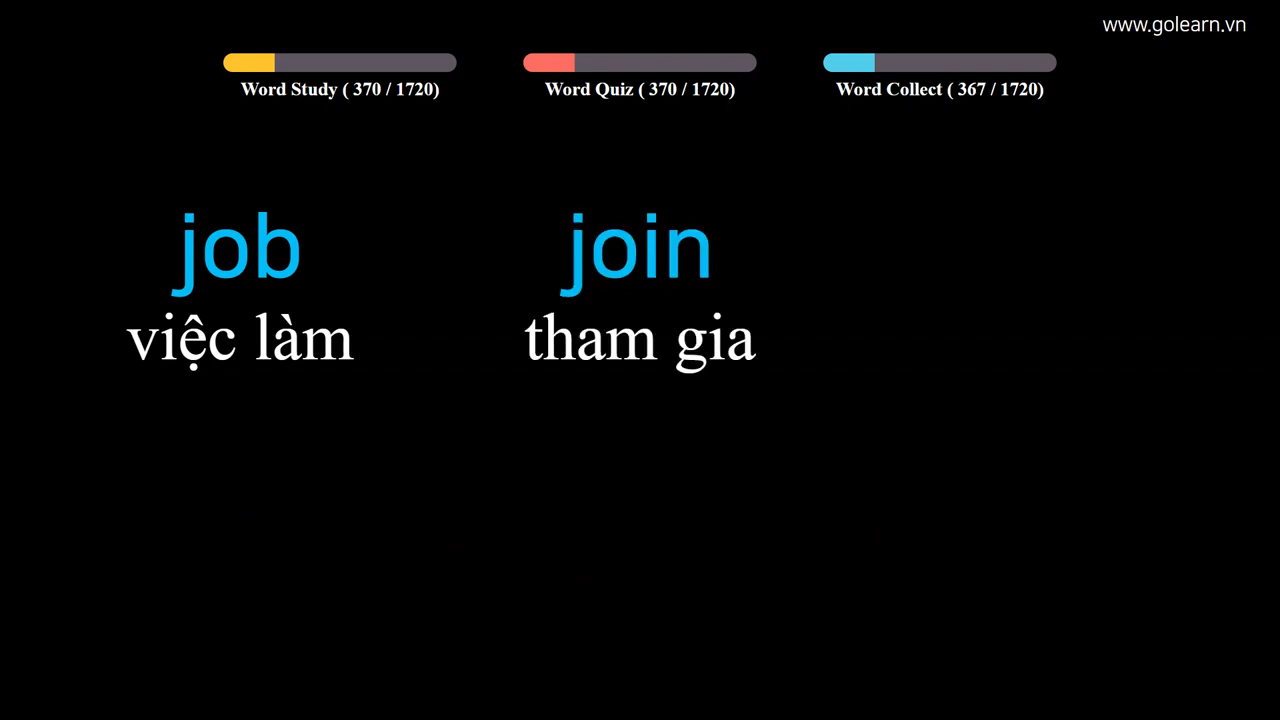 www.golearn.vn
Word Study ( 370 / 1720)
Word Quiz ( 370 / 1720)
Word Collect ( 367 / 1720)
job
việc làm
join
tham gia